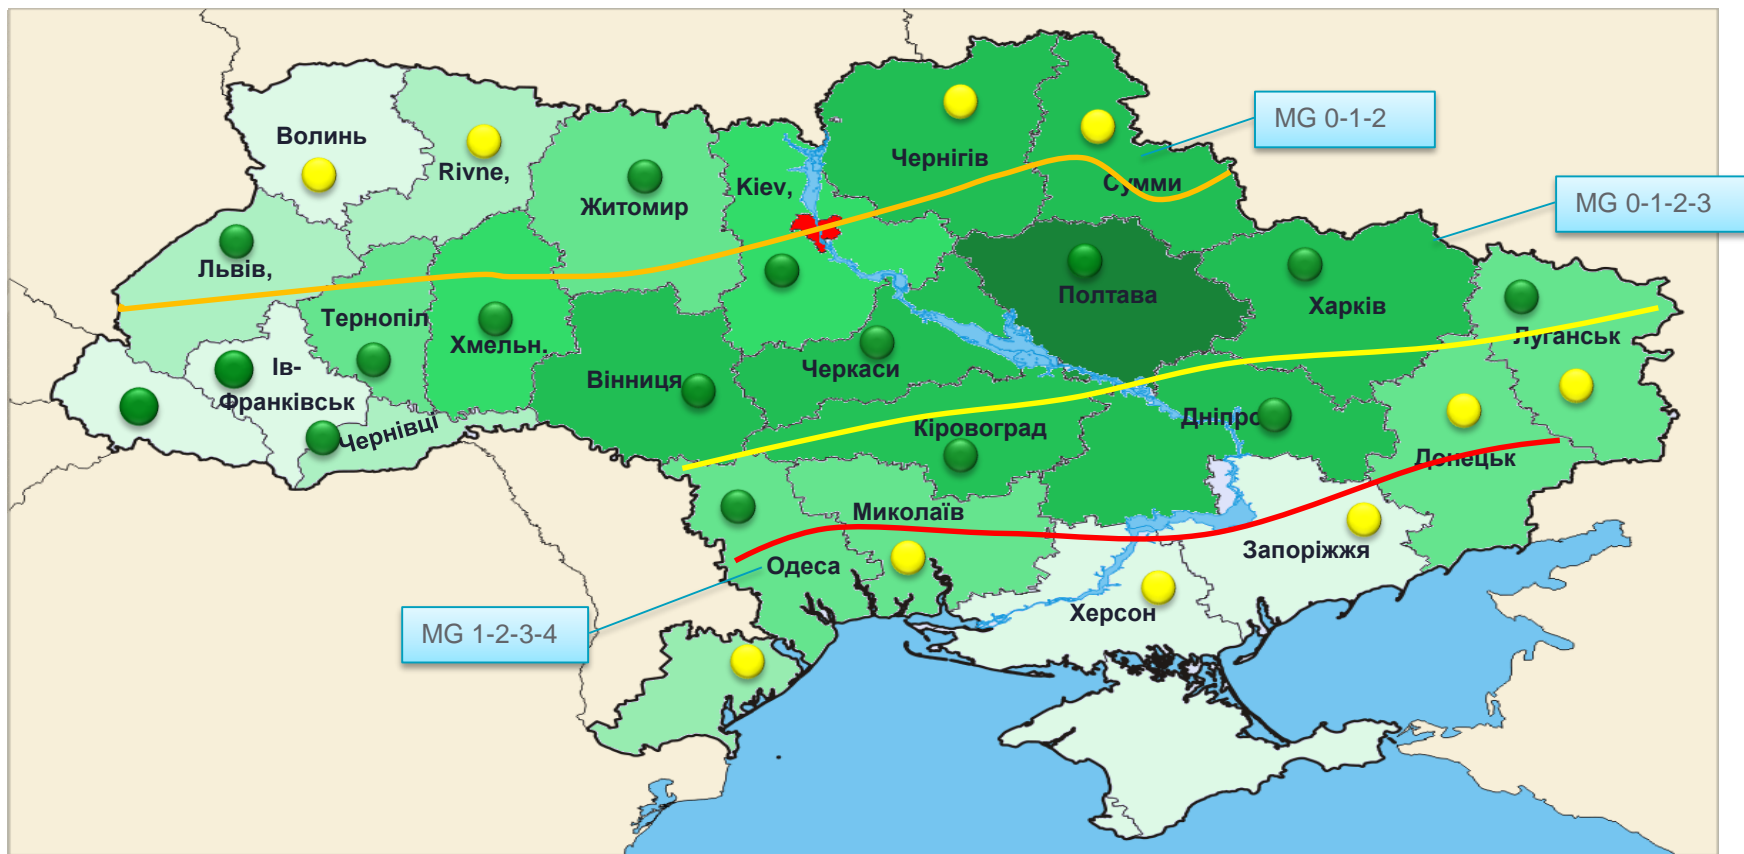 MG 0-1-2
Волинь
Rivne,
Чернігів
Сумми
Kiev,
Житомир
MG 0-1-2-3
Львів,
Полтава
Харків
Тернопіл
Хмельн.
Луганськ
Ів-
Франківськ
Вінниця
Черкаси
Чернівці
Кіровоград
Дніпро
Донецьк
Миколаїв
Запоріжжя
Одеса
Херсон
MG 1-2-3-4